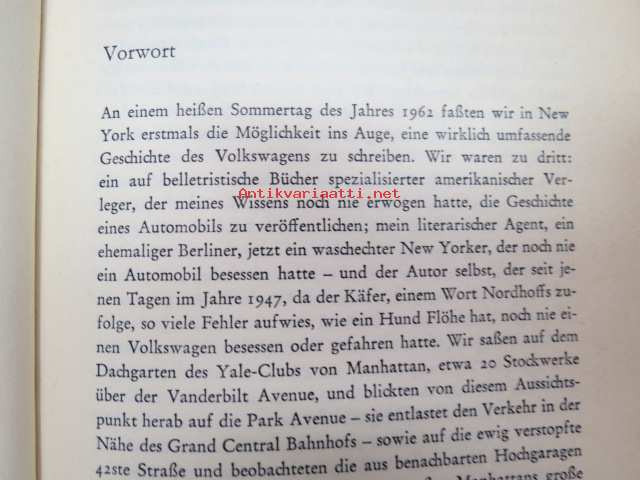 Vorwort
An einem heißen Sommertag des Jahres 1962 faßten wir in New
York erstmals die Möglichkeit ins Auge, eine wirklich umfassende
Geschichte des Volkswagens zu schreiben. Wir waren zu dritt:
ein auf belletristische Bücher spezialisierter amerikanischer Ver-
Antikvariaatti.net
leger, der meines Wissens noch nie erwogen hatte, die Geschichte
eines Automobils zu veröffentlichen; mein literarischer Agent, ein
ehemaliger Berliner, jetzt ein waschechter New Yorker, der noch nie
ein Automobil besessen hatte – und der Autor selbst, der seit je-
nen Tagen im Jahre 1947, da der Käfer, einem Wort Nordhoffs zu-
folge, so viele Fehler aufwies, wie ein Hund Flöhe hat, noch nie ei-
nen Volkswagen besessen oder gefahren hatte. Wir saßen auf dem
Dachgarten des Yale-Clubs von Manhattan, etwa 20 Stockwerke
über der Vanderbilt Avenue, und blickten von diesem Aussichts-
punkt herab auf die Park Avenue – sie entlastet den Verkehr in der
Nähe des Grand Central Bahnhofs – sowie auf die ewig verstopfte
42ste Straße und beobachteten die aus benachbarten Hochgaragen
Manhattans große